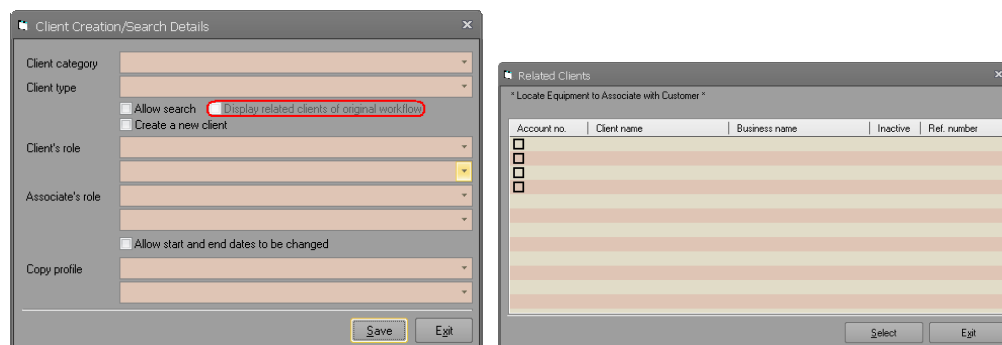 Client Creation/Search Details
Client category
Client type
Allow search Display related clients of original workflow
Create a new client
Client's role
Associate's role
Allow start and end dates to be changed
Copy profile
Save Exit
Related Clients
* Locate Equipment to Associate with Customer *
Account no. Client name Business name Inactive Ref. number
Select Exit